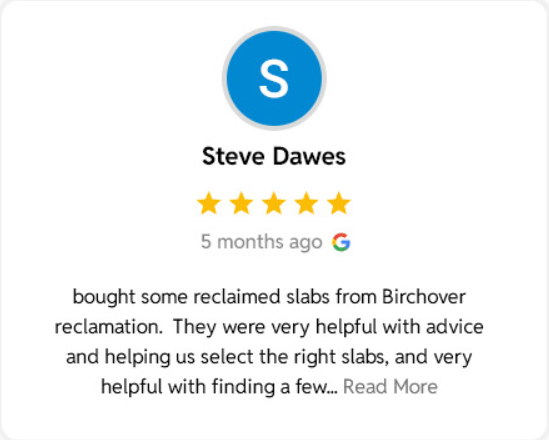 S
Steve Dawes
5 months ago
bought some reclaimed slabs from Birchover
reclamation.  They were very helpful with advice
and helping us select the right slabs, and very
helpful with finding a few... Read More